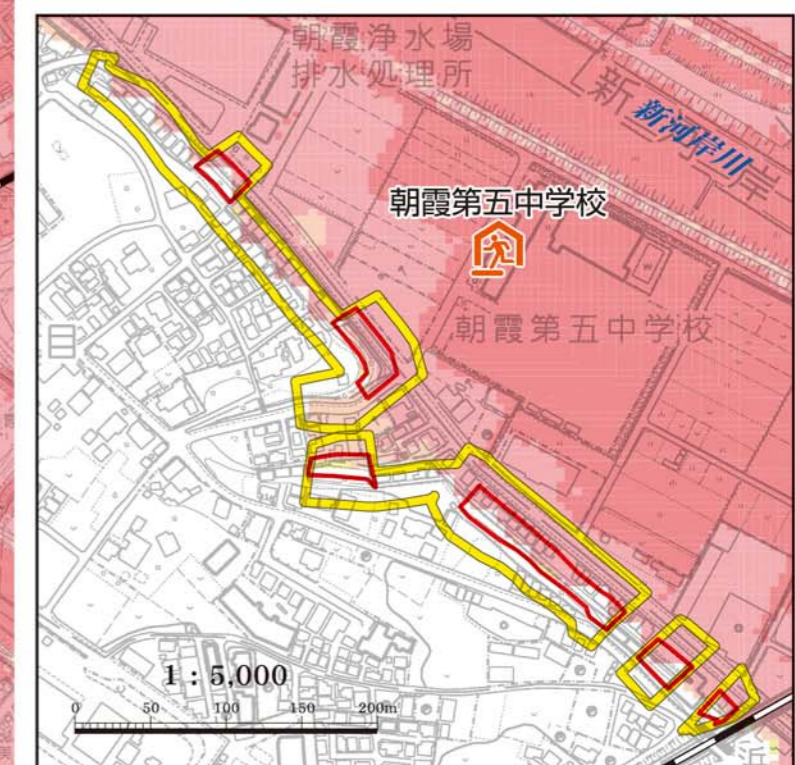 朝霞浄水場
排水処理所
新河岸川
新河岸
朝霞第五中学校
朝霞第五中学校
目
1 : 5,000
0 50 100 150 200m
浜